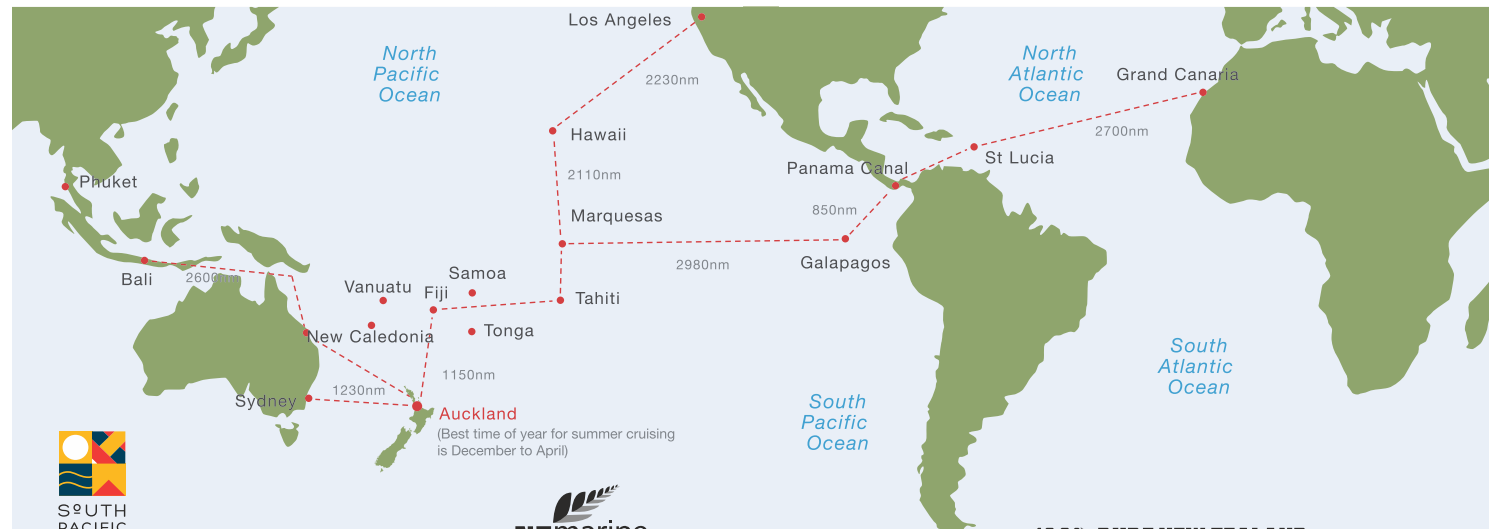 Los Angeles
North
Pacific
Ocean
North
Atlantic
Ocean
Grand Canaria
2230nm
2700nm
Hawaii
St Lucia
Panama Canal
2110nm
Phuket
850nm
Marquesas
Galapagos
2980nm
Bali
2600nm
Samoa
Vanuatu
Fiji
Tahiti
New Caledonia
Tonga
1150nm
1230nm
Sydney
Auckland
(Best time of year for summer cruising
is December to April)
South
Atlantic
Ocean
South
Pacific
Ocean
SOUTH
PACIFIC
marine